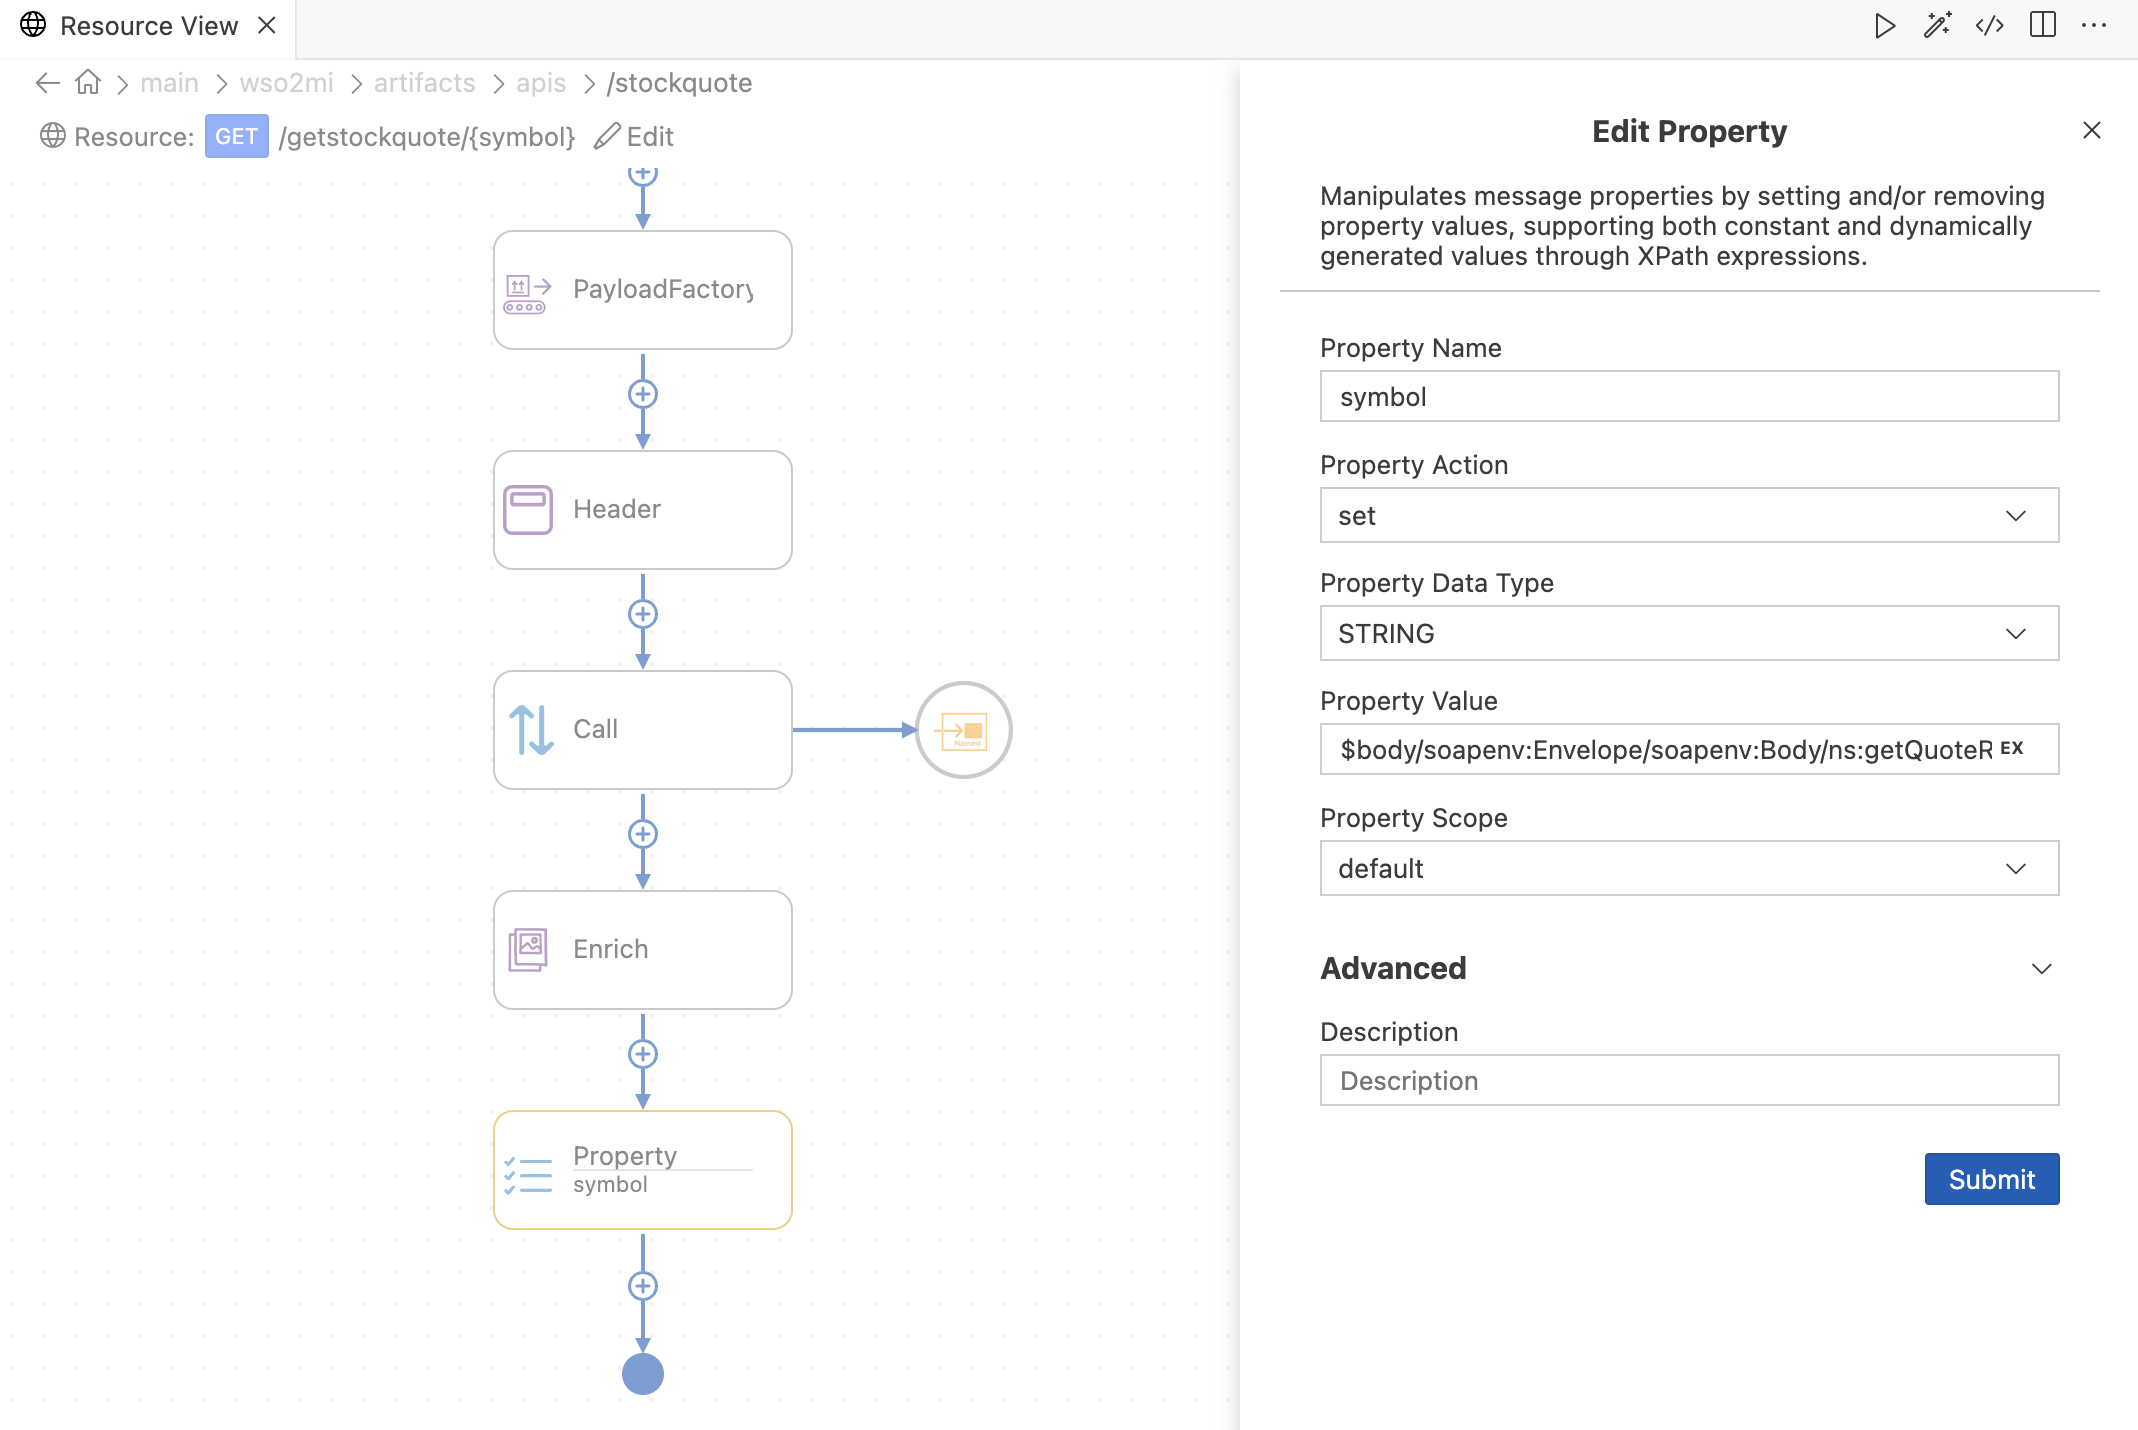 Resource View
main > wso2mi > artifacts > apis > /stockquote
Resource: GET /getstockquote/{symbol} Edit
PayloadFactory
Header
Call
Named
Enrich
Property
symbol
Edit Property
Manipulates message properties by setting and/or removing
property values, supporting both constant and dynamically
generated values through XPath expressions.
Property Name
symbol
Property Action
set
Property Data Type
STRING
Property Value
$body/soapenv:Envelope/soapenv:Body/ns:getQuoteR EX
Property Scope
default
Advanced
Description
Description
Submit